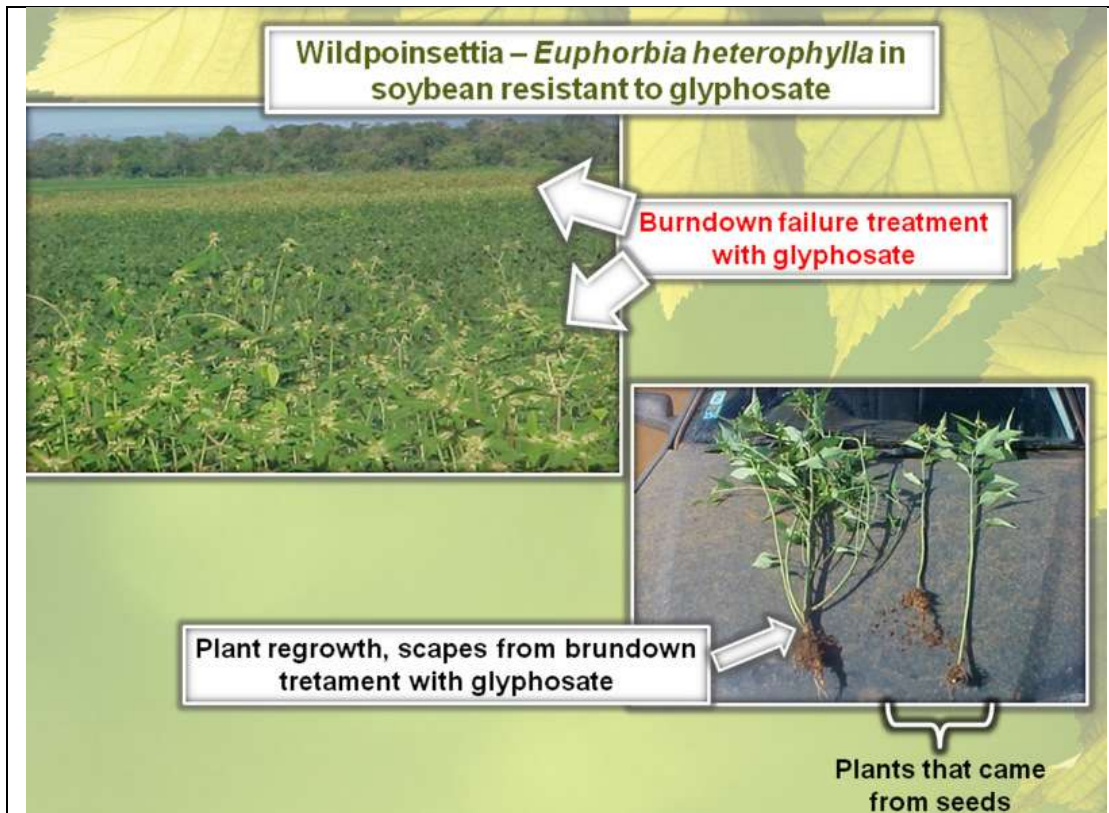 Wildpoinsettia – Euphorbia heterophylla in
soybean resistant to glyphosate
Burndown failure treatment
with glyphosate
Plant regrowth, scapes from brundown
tretament with glyphosate
Plants that came
from seeds